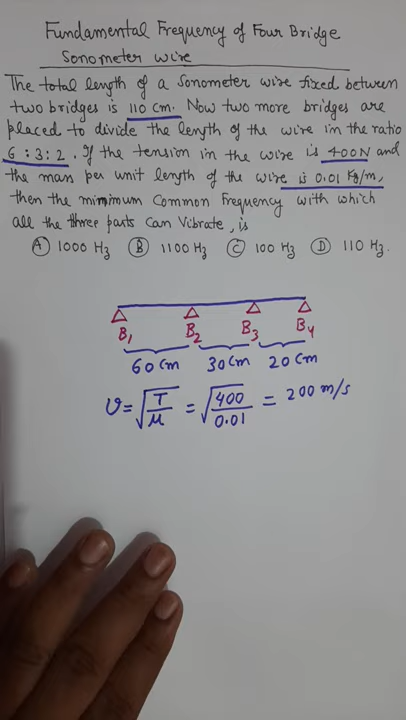 Fundamental Frequency of Four Bridge
Sonometer wire
The total length of a Sonometer wire fixed between
two bridges is 110 cm. Now two more bridges are
placed to divide the length of the wire in the ratio
6 : 3 : 2. If the tension in the wire is 400 N and
the mass per unit length of the wire is 0.01 kg/m,
then the minimum Common Frequency with which
all the three parts Can Vibrate, is
Ⓐ 1000 Hz Ⓑ 1100 Hz Ⓒ 100 Hz Ⓓ 110 Hz.
B₁ B₂ B₃ B₄
60 Cm 30 Cm 20 Cm
v = √(T/μ) = √(400/0.01) = 200 m/s